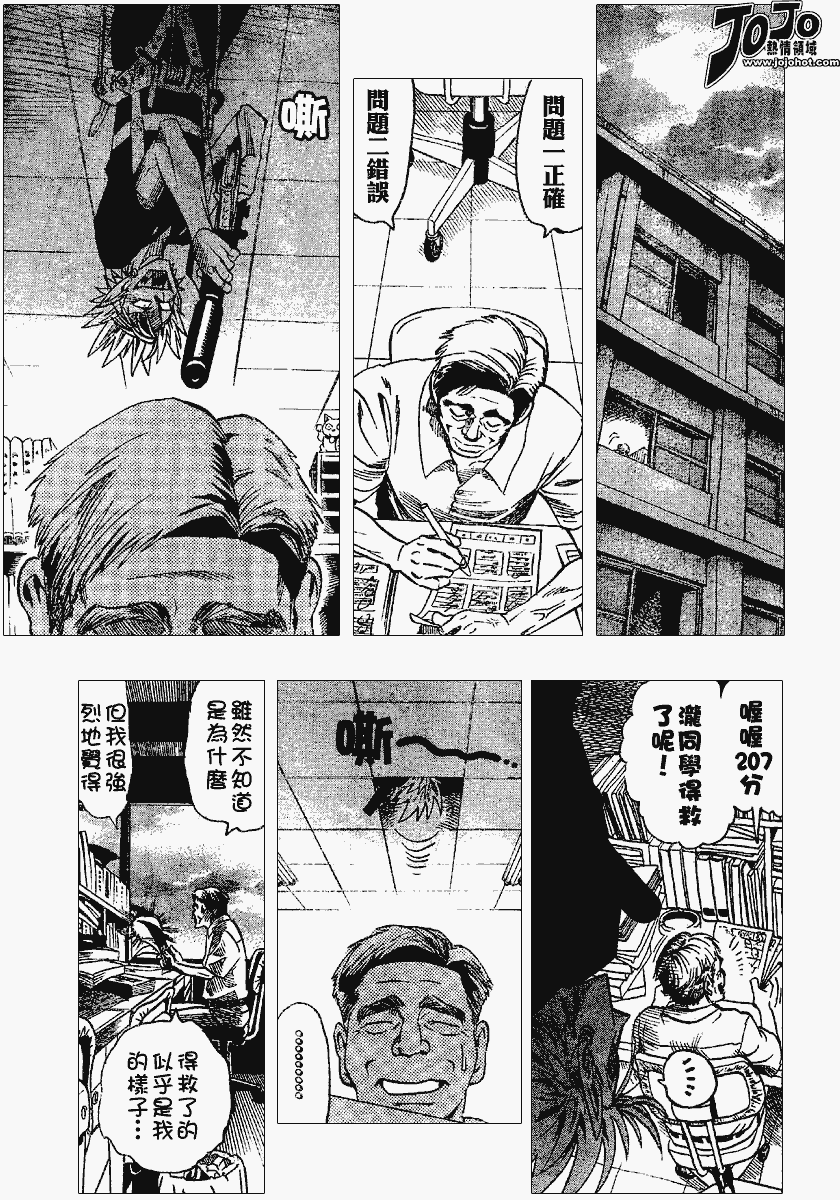 JoJo
熱情領域
www.jojohot.com
問題一正確
問題二錯誤
嘶
喔喔207
分
瀧同學得救
了呢！
……
嘶
………
雖然不知道
是為什麼
但我很強
烈地覺得
得救了的
似乎是我
的樣子…